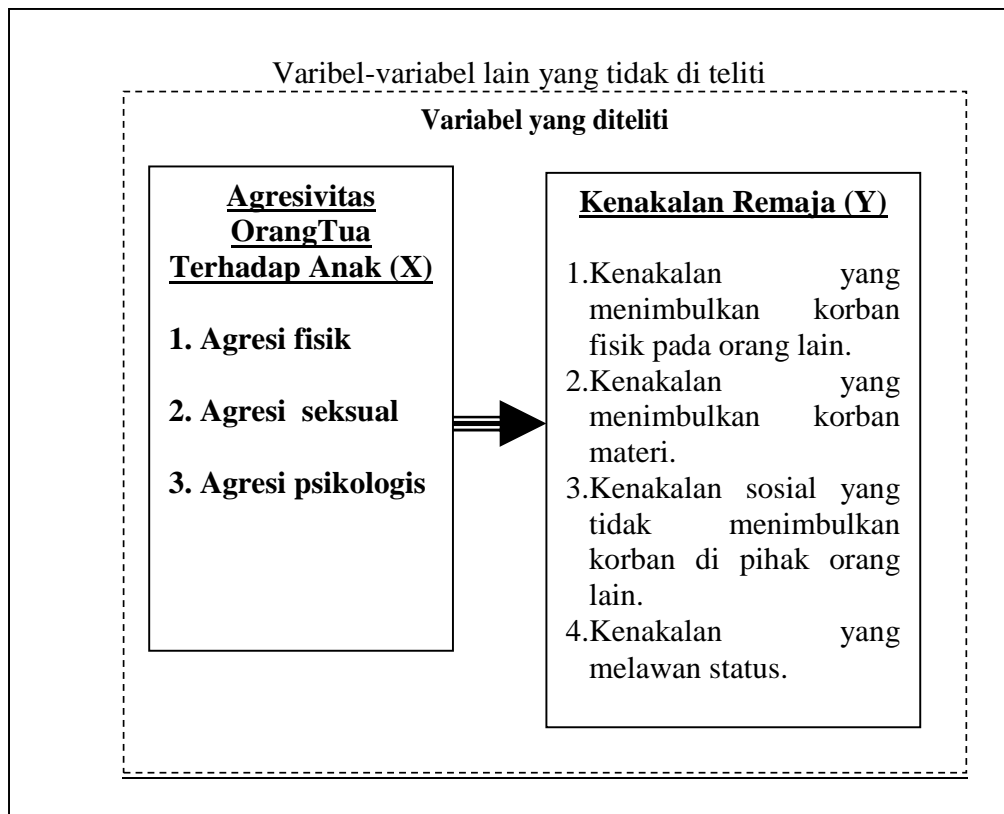 Varibel-variabel lain yang tidak di teliti
Variabel yang diteliti
Agresivitas
OrangTua
Terhadap Anak (X)
1. Agresi fisik
2. Agresi seksual
3. Agresi psikologis
Kenakalan Remaja (Y)
1.Kenakalan yang
menimbulkan korban
fisik pada orang lain.
2.Kenakalan yang
menimbulkan korban
materi.
3.Kenakalan sosial yang
tidak menimbulkan
korban di pihak orang
lain.
4.Kenakalan yang
melawan status.